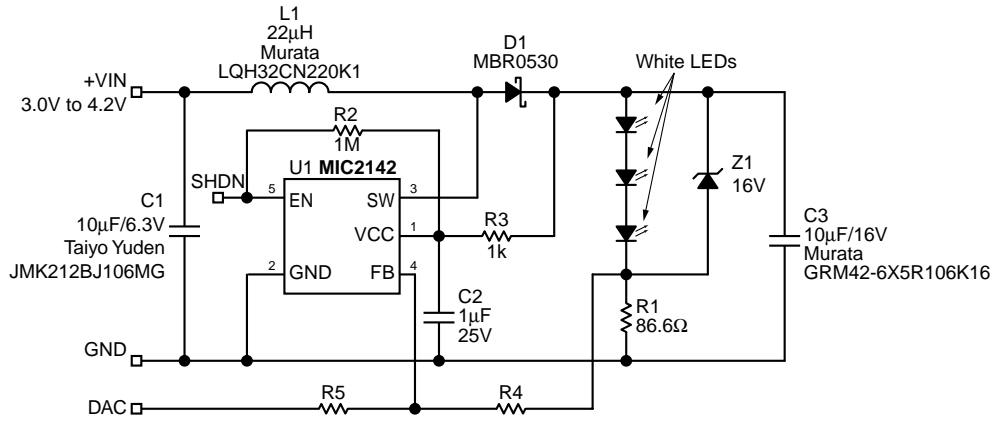 L1
22µH
Murata
LQH32CN220K1
D1
MBR0530
White LEDs
+VIN
3.0V to 4.2V
R2
1M
U1 MIC2142
SHDN
5
EN
SW
3
VCC
1
2
GND
FB
4
R3
1k
Z1
16V
C1
10µF/6.3V
Taiyo Yuden
JMK212BJ106MG
C3
10µF/16V
Murata
GRM42-6X5R106K16
C2
1µF
25V
R1
86.6Ω
GND
DAC
R5
R4